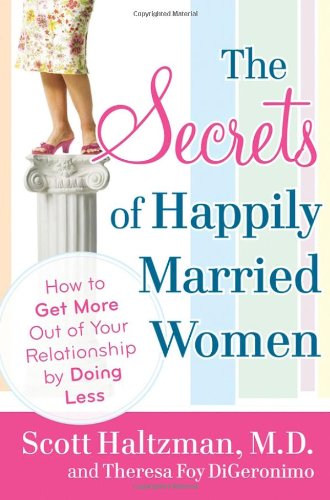 The
Secrets
of Happily
Married
Women
How to
Get More
Out of Your
Relationship
by Doing
Less
Scott Haltzman, M.D.
and Theresa Foy DiGeronimo